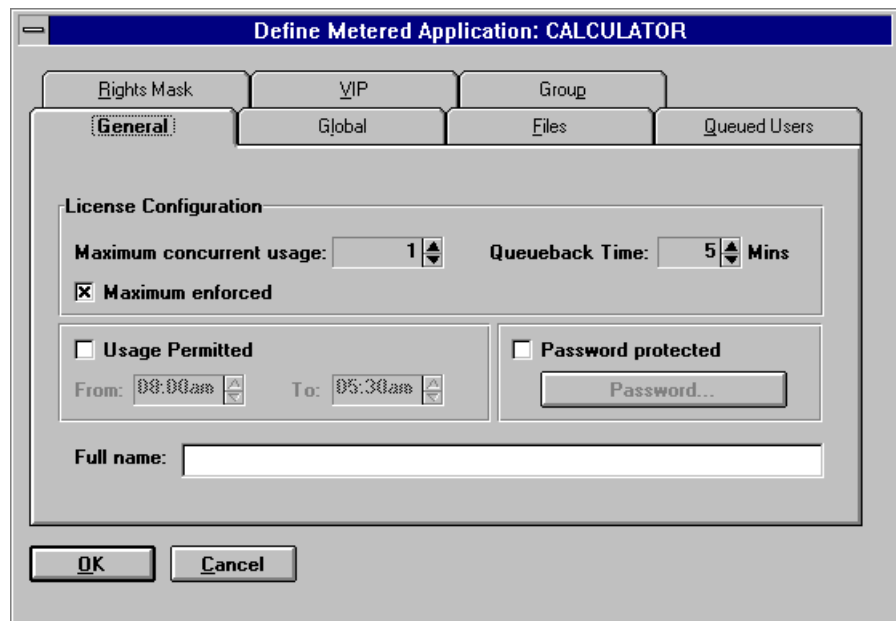 Define Metered Application: CALCULATOR
Rights Mask VIP Group
General Global Files Queued Users
License Configuration
Maximum concurrent usage: 1 Queueback Time: 5 Mins
Maximum enforced
Usage Permitted Password protected
From: 08:00am To: 05:30am Password...
Full name:
OK Cancel